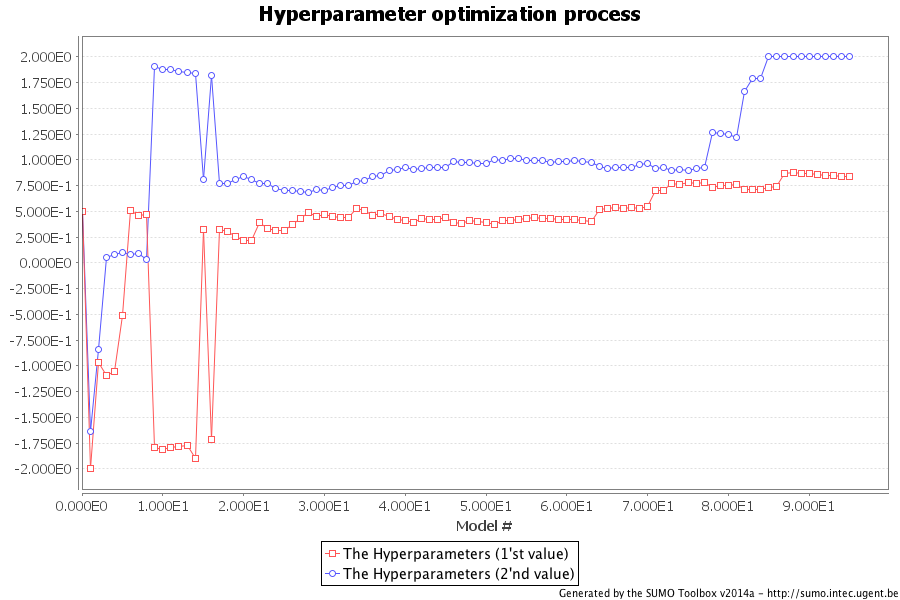 Hyperparameter optimization process
2.000E0
1.750E0
1.500E0
1.250E0
1.000E0
7.500E-1
5.000E-1
2.500E-1
0.000E0
-2.500E-1
-5.000E-1
-7.500E-1
-1.000E0
-1.250E0
-1.500E0
-1.750E0
-2.000E0
0.000E0 1.000E1 2.000E1 3.000E1 4.000E1 5.000E1 6.000E1 7.000E1 8.000E1 9.000E1
Model #
The Hyperparameters (1'st value)
The Hyperparameters (2'nd value)
Generated by the SUMO Toolbox v2014a - http://sumo.intec.ugent.be